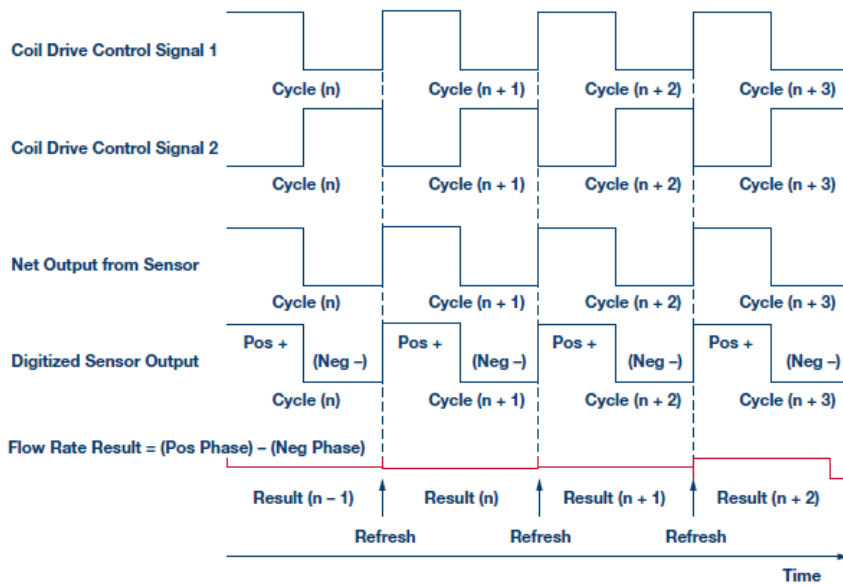 Coil Drive Control Signal 1
Cycle (n) Cycle (n + 1) Cycle (n + 2) Cycle (n + 3)
Coil Drive Control Signal 2
Cycle (n) Cycle (n + 1) Cycle (n + 2) Cycle (n + 3)
Net Output from Sensor
Cycle (n) Cycle (n + 1) Cycle (n + 2) Cycle (n + 3)
Pos + Pos + Pos + Pos +
Digitized Sensor Output (Neg –) (Neg –) (Neg –) (Neg –)
Cycle (n) Cycle (n + 1) Cycle (n + 2) Cycle (n + 3)
Flow Rate Result = (Pos Phase) – (Neg Phase)
Result (n – 1) Result (n) Result (n + 1) Result (n + 2)
Refresh Refresh Refresh
Time